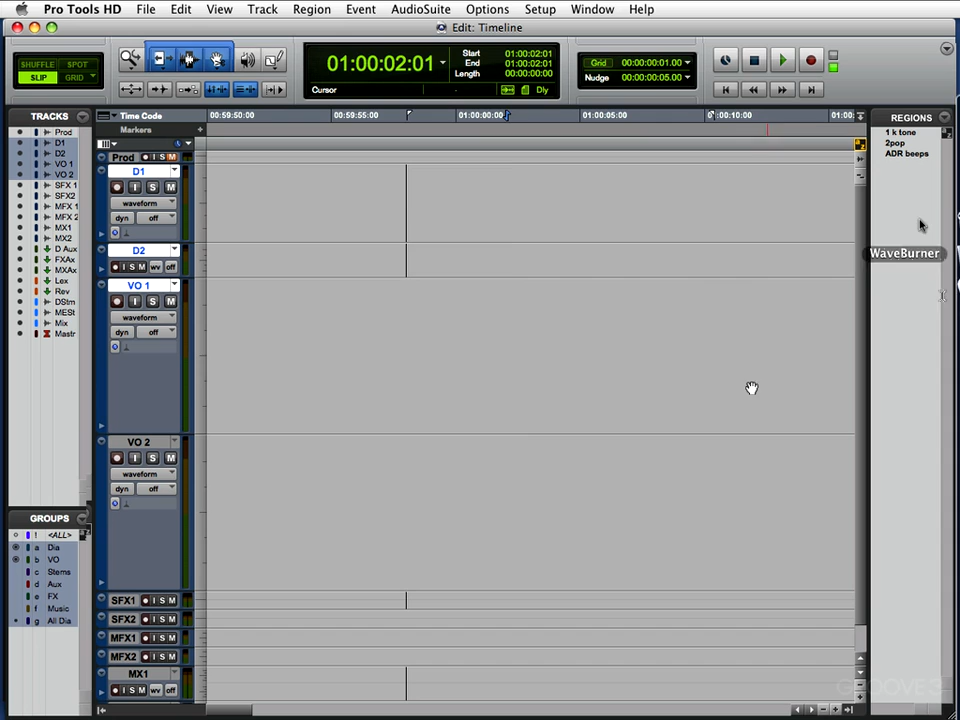 Pro Tools HD File Edit View Track Region Event AudioSuite Options Setup Window Help
Edit: Timeline
SHUFFLE SPOT
SLIP GRID
01:00:02:01
Start 01:00:02:01
End 01:00:02:01
Length 00:00:00:00
Cursor
Dly
Grid 00:00:00:01.00
Nudge 00:00:00:05.00
TRACKS
Prod
D1
D2
VO 1
VO 2
SFX 1
SFX2
MFX 1
MFX 2
MX1
MX2
D Aux
FXAx
MXAx
Lex
Rev
DStm
MESt
Mix
Mastr
GROUPS
! <ALL>
a Dia
b VO
c Stems
d Aux
e FX
f Music
g All Dia
Time Code 00:59:50:00 00:59:55:00 01:00:00:00 01:00:05:00 :00:10:00 01:00:
Markers +
Prod I S M
D1
I S M
waveform
dyn off
D2
I S M wv off
VO 1
I S M
waveform
dyn off
VO 2
I S M
waveform
dyn off
SFX1 I S M
SFX2 I S M
MFX1 I S M
MFX2 I S M
MX1
I S M wv off
REGIONS
1 k tone
2pop
ADR beeps
WaveBurner
GROOVE 3